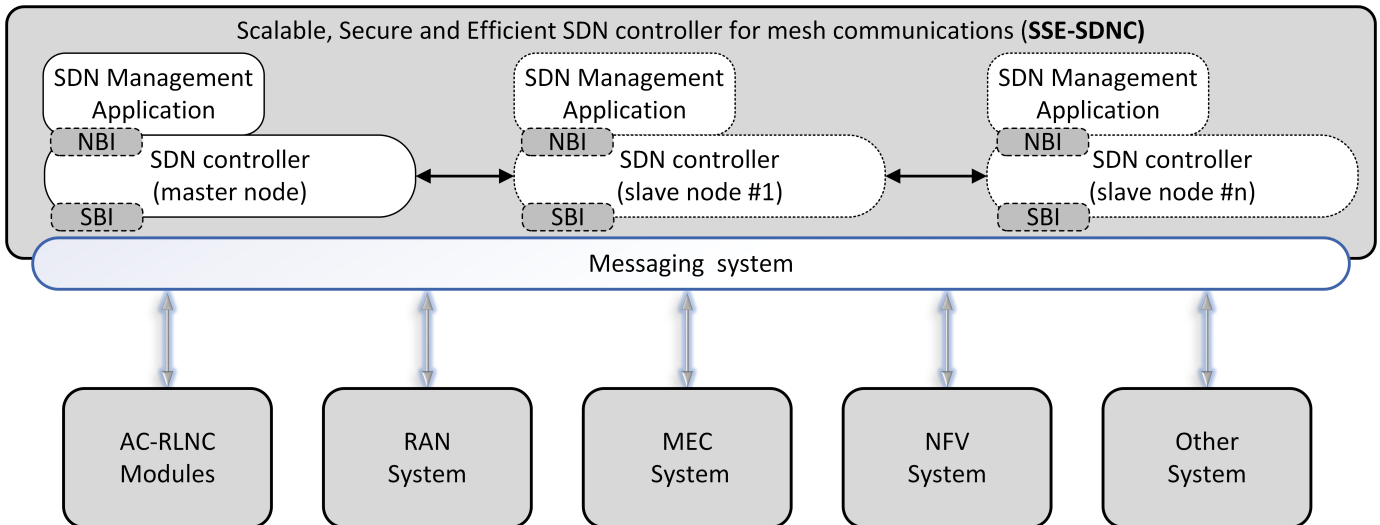 Scalable, Secure and Efficient SDN controller for mesh communications (SSE-SDNC)
SDN Management
Application
NBI
SDN controller
(master node)
SBI
SDN Management
Application
NBI
SDN controller
(slave node #1)
SBI
SDN Management
Application
NBI
SDN controller
(slave node #n)
SBI
Messaging system
AC-RLNC
Modules
RAN
System
MEC
System
NFV
System
Other
System